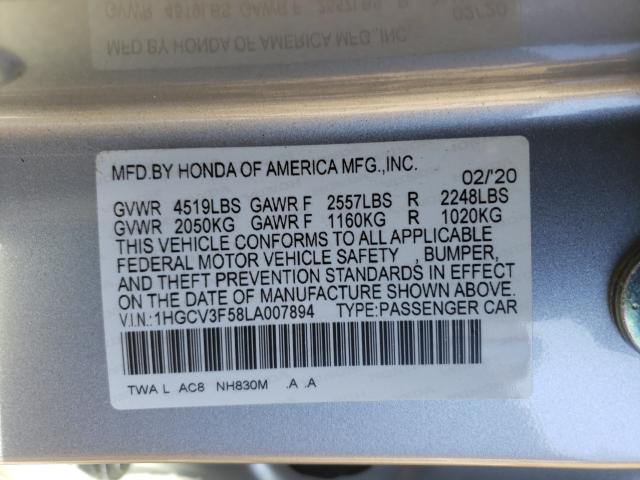 MFD.BY HONDA OF AMERICA MFG.,INC.
02/'20
GVWR 4519LBS GAWR F 2557LBS R 2248LBS
GVWR 2050KG GAWR F 1160KG R 1020KG
THIS VEHICLE CONFORMS TO ALL APPLICABLE
FEDERAL MOTOR VEHICLE SAFETY , BUMPER,
AND THEFT PREVENTION STANDARDS IN EFFECT
ON THE DATE OF MANUFACTURE SHOWN ABOVE.
V.I.N.:1HGCV3F58LA007894 TYPE:PASSENGER CAR
TWA L AC8 NH830M .A .A